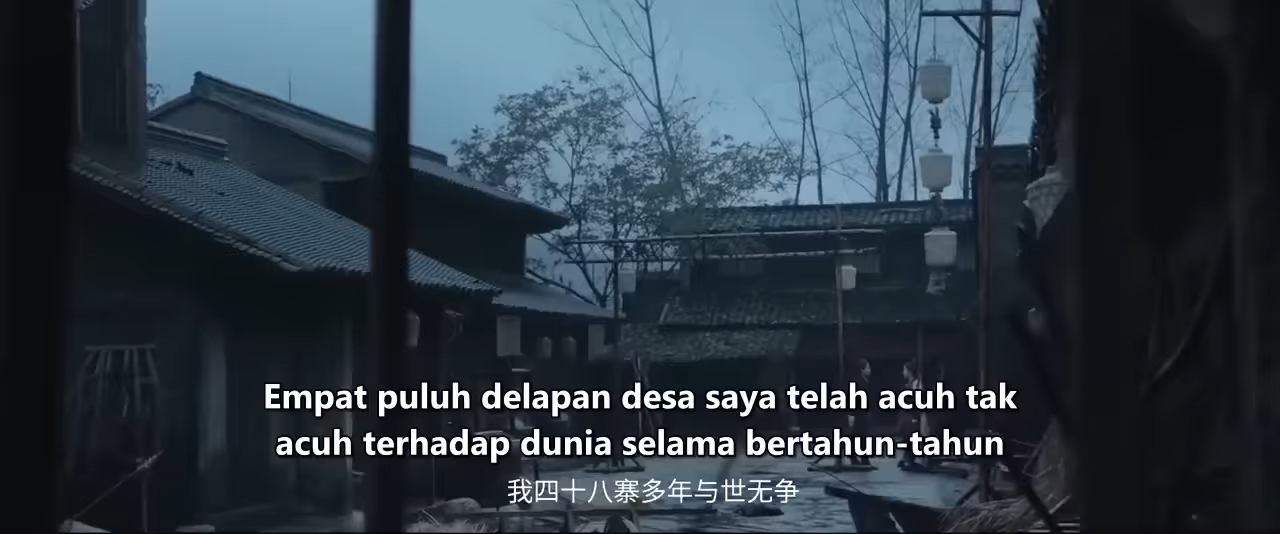 Empat puluh delapan desa saya telah acuh tak
acuh terhadap dunia selama bertahun-tahun
我四十八寨多年与世无争